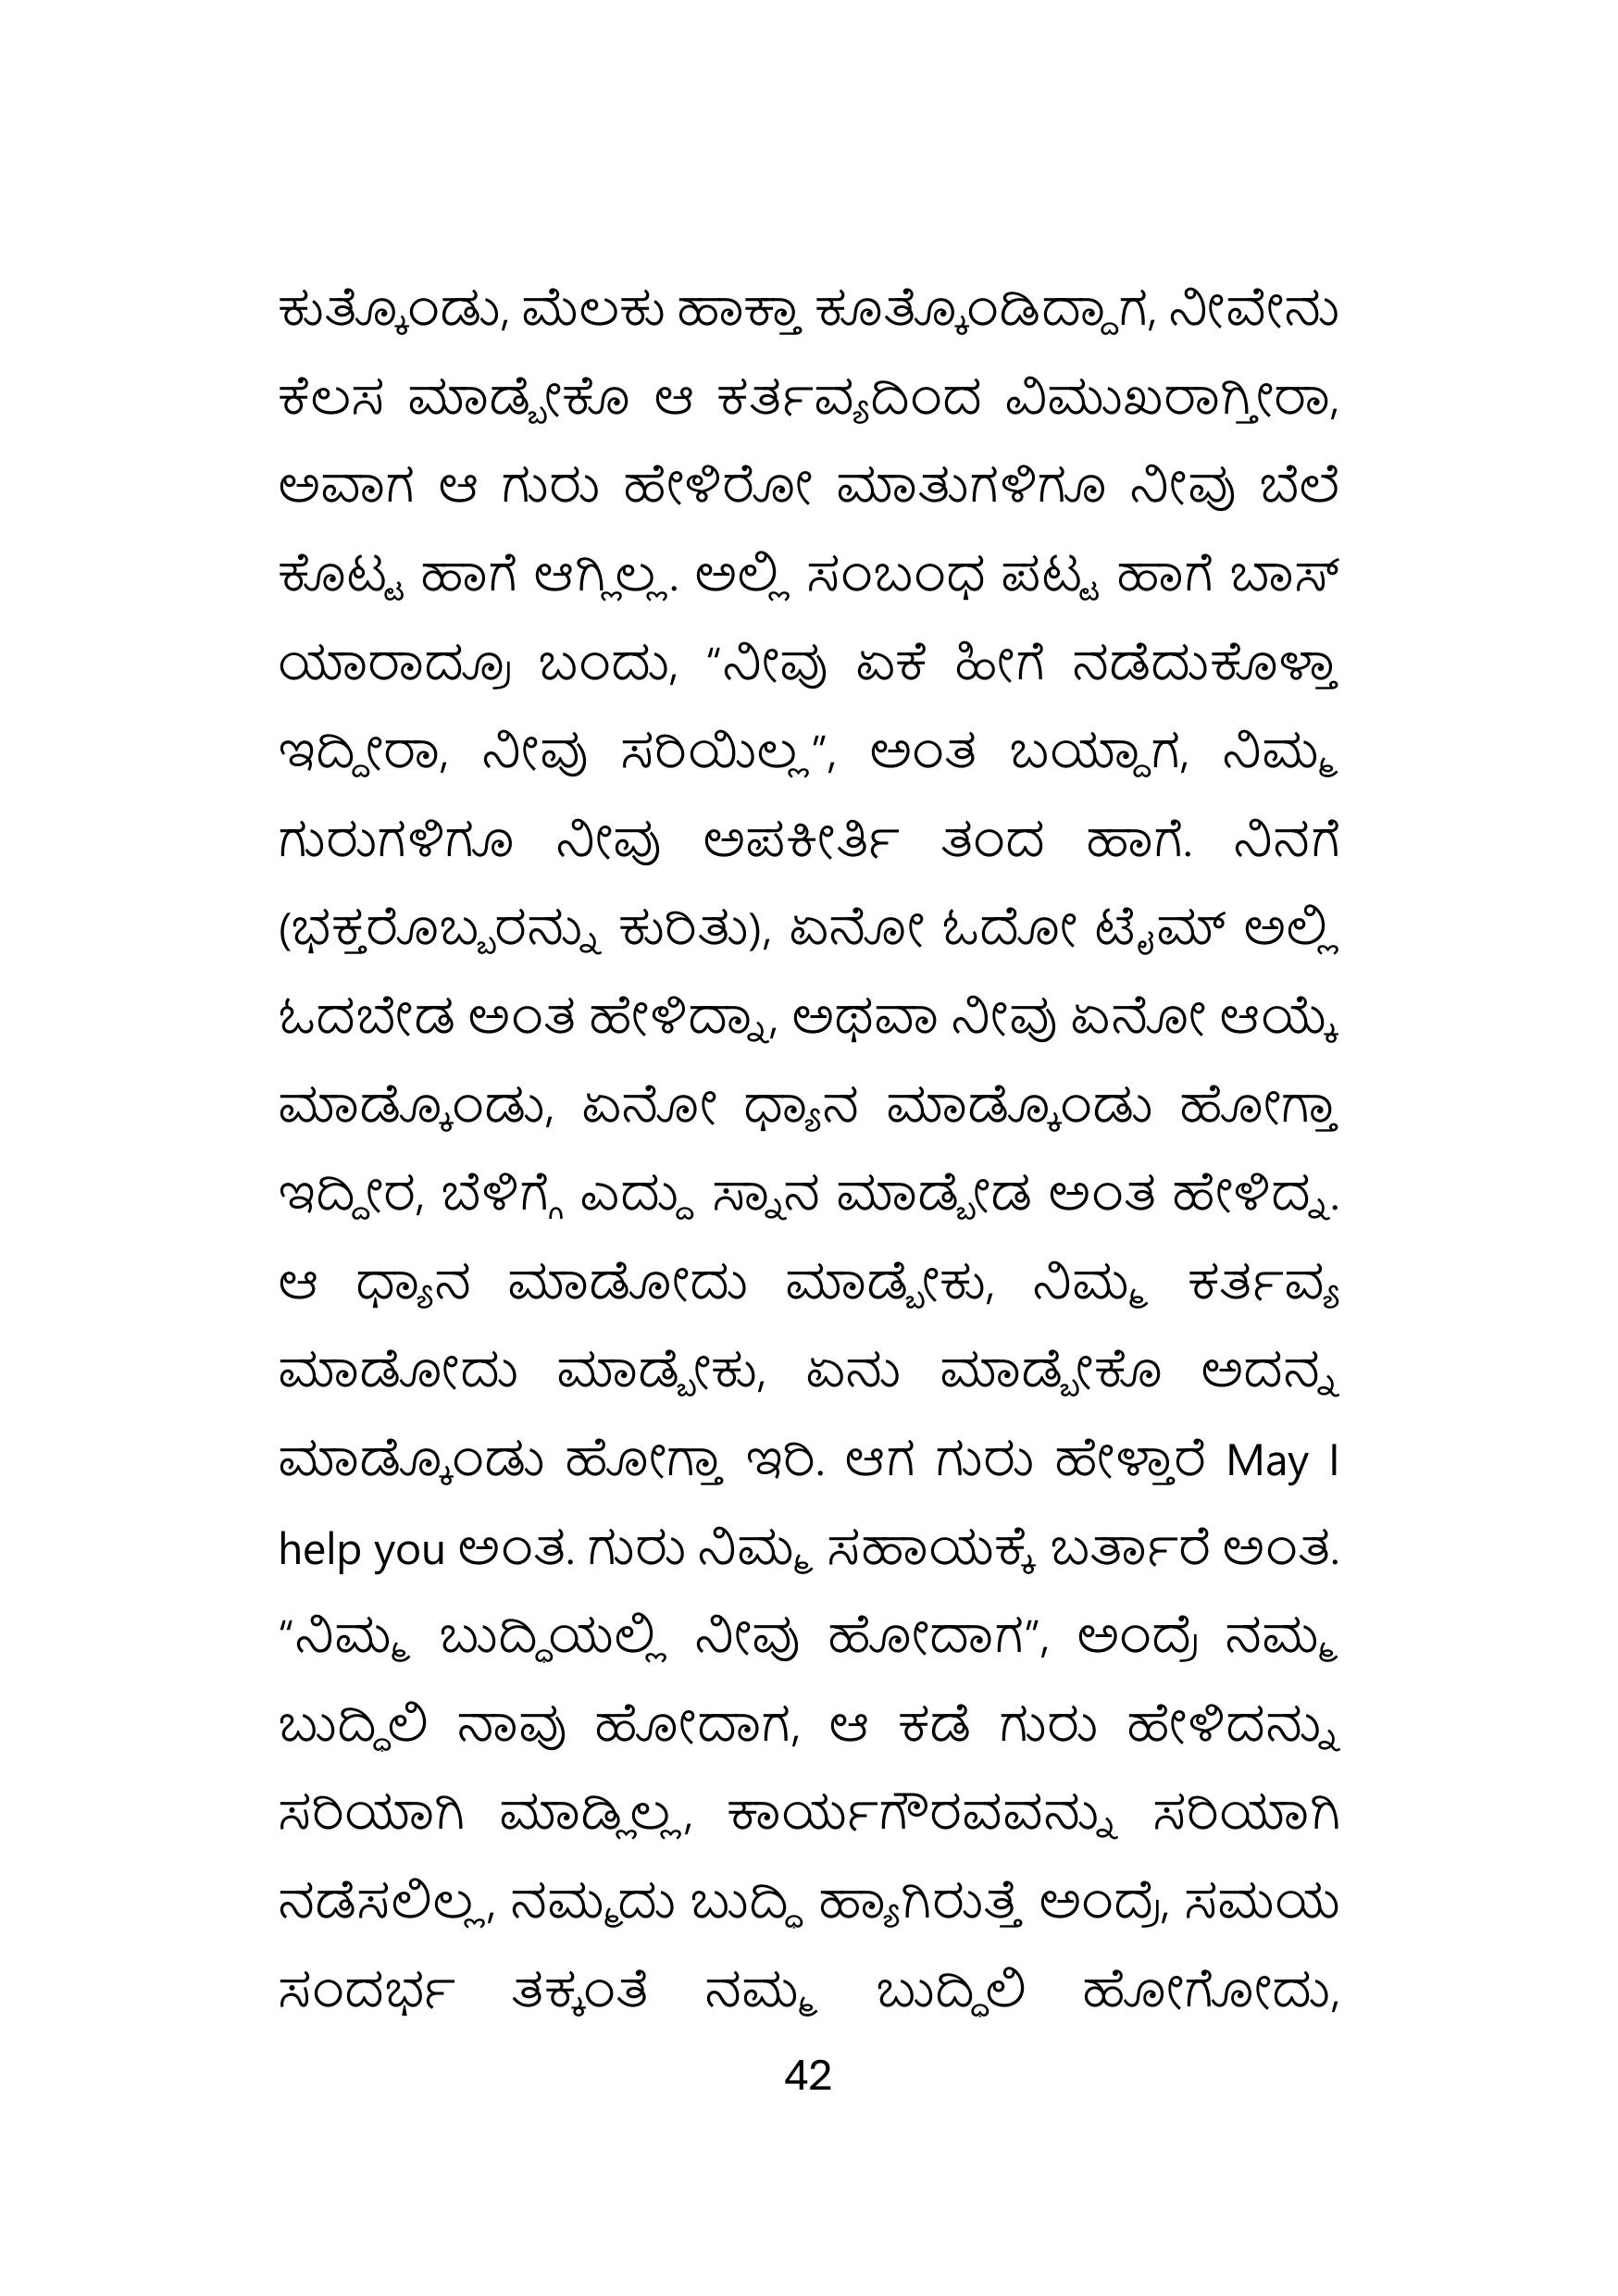 ಕುತ್ಕೊಂಡು, ಮೆಲಕು ಹಾಕ್ತಾ ಕೂತ್ಕೊಂಡಿದ್ದಾಗ, ನೀವೇನು
ಕೆಲಸ ಮಾಡ್ಬೇಕೊ ಆ ಕರ್ತವ್ಯದಿಂದ ವಿಮುಖರಾಗ್ತೀರಾ,
ಅವಾಗ ಆ ಗುರು ಹೇಳಿರೋ ಮಾತುಗಳಿಗೂ ನೀವು ಬೆಲೆ
ಕೊಟ್ಟ ಹಾಗೆ ಆಗ್ಲಿಲ್ಲ. ಅಲ್ಲಿ ಸಂಬಂಧ ಪಟ್ಟ ಹಾಗೆ ಬಾಸ್
ಯಾರಾದ್ರೂ ಬಂದು, “ನೀವು ಏಕೆ ಹೀಗೆ ನಡೆದುಕೊಳ್ತಾ
ಇದ್ದೀರಾ, ನೀವು ಸರಿಯಿಲ್ಲ”, ಅಂತ ಬಯ್ದಾಗ, ನಿಮ್ಮ
ಗುರುಗಳಿಗೂ ನೀವು ಅಪಕೀರ್ತಿ ತಂದ ಹಾಗೆ. ನಿನಗೆ
(ಭಕ್ತರೊಬ್ಬರನ್ನು ಕುರಿತು), ಏನೋ ಓದೋ ಟೈಮ್ ಅಲ್ಲಿ
ಓದಬೇಡ ಅಂತ ಹೇಳಿದ್ನಾ, ಅಥವಾ ನೀವು ಏನೋ ಆಯ್ಕೆ
ಮಾಡ್ಕೊಂಡು, ಏನೋ ಧ್ಯಾನ ಮಾಡ್ಕೊಂಡು ಹೋಗ್ತಾ
ಇದ್ದೀರ, ಬೆಳಿಗ್ಗೆ ಎದ್ದು ಸ್ನಾನ ಮಾಡ್ಬೇಡ ಅಂತ ಹೇಳಿದ್ನ.
ಆ ಧ್ಯಾನ ಮಾಡೋದು ಮಾಡ್ಬೇಕು, ನಿಮ್ಮ ಕರ್ತವ್ಯ
ಮಾಡೋದು ಮಾಡ್ಬೇಕು, ಏನು ಮಾಡ್ಬೇಕೊ ಅದನ್ನ
ಮಾಡ್ಕೊಂಡು ಹೋಗ್ತಾ ಇರಿ. ಆಗ ಗುರು ಹೇಳ್ತಾರೆ May I
help you ಅಂತ. ಗುರು ನಿಮ್ಮ ಸಹಾಯಕ್ಕೆ ಬರ್ತಾರೆ ಅಂತ.
“ನಿಮ್ಮ ಬುದ್ಧಿಯಲ್ಲಿ ನೀವು ಹೋದಾಗ”, ಅಂದ್ರೆ ನಮ್ಮ
ಬುದ್ಧಿಲಿ ನಾವು ಹೋದಾಗ, ಆ ಕಡೆ ಗುರು ಹೇಳಿದನ್ನು
ಸರಿಯಾಗಿ ಮಾಡ್ಲಿಲ್ಲ, ಕಾರ್ಯಗೌರವವನ್ನು ಸರಿಯಾಗಿ
ನಡೆಸಲಿಲ್ಲ, ನಮ್ಮದು ಬುದ್ಧಿ ಹ್ಯಾಗಿರುತ್ತೆ ಅಂದ್ರೆ, ಸಮಯ
ಸಂದರ್ಭ ತಕ್ಕಂತೆ ನಮ್ಮ ಬುದ್ಧಿಲಿ ಹೋಗೋದು,
42